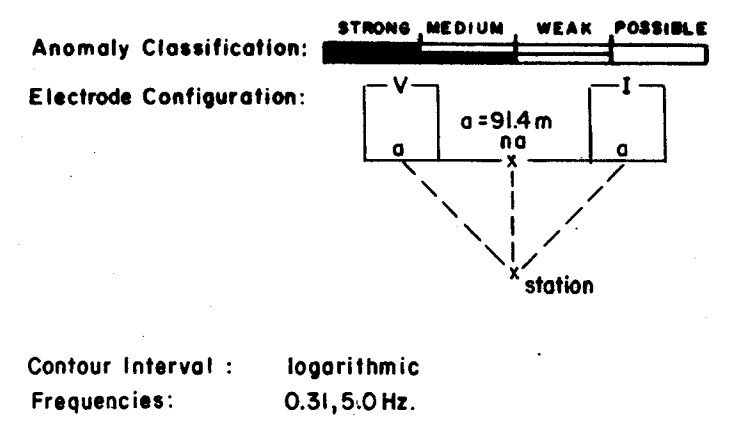 STRONG MEDIUM WEAK POSSIBLE
Anomaly Classification:
Electrode Configuration:
V I
a = 91.4 m
na
a x a
x
station
Contour Interval : logarithmic
Frequencies: 0.31, 5.0 Hz.